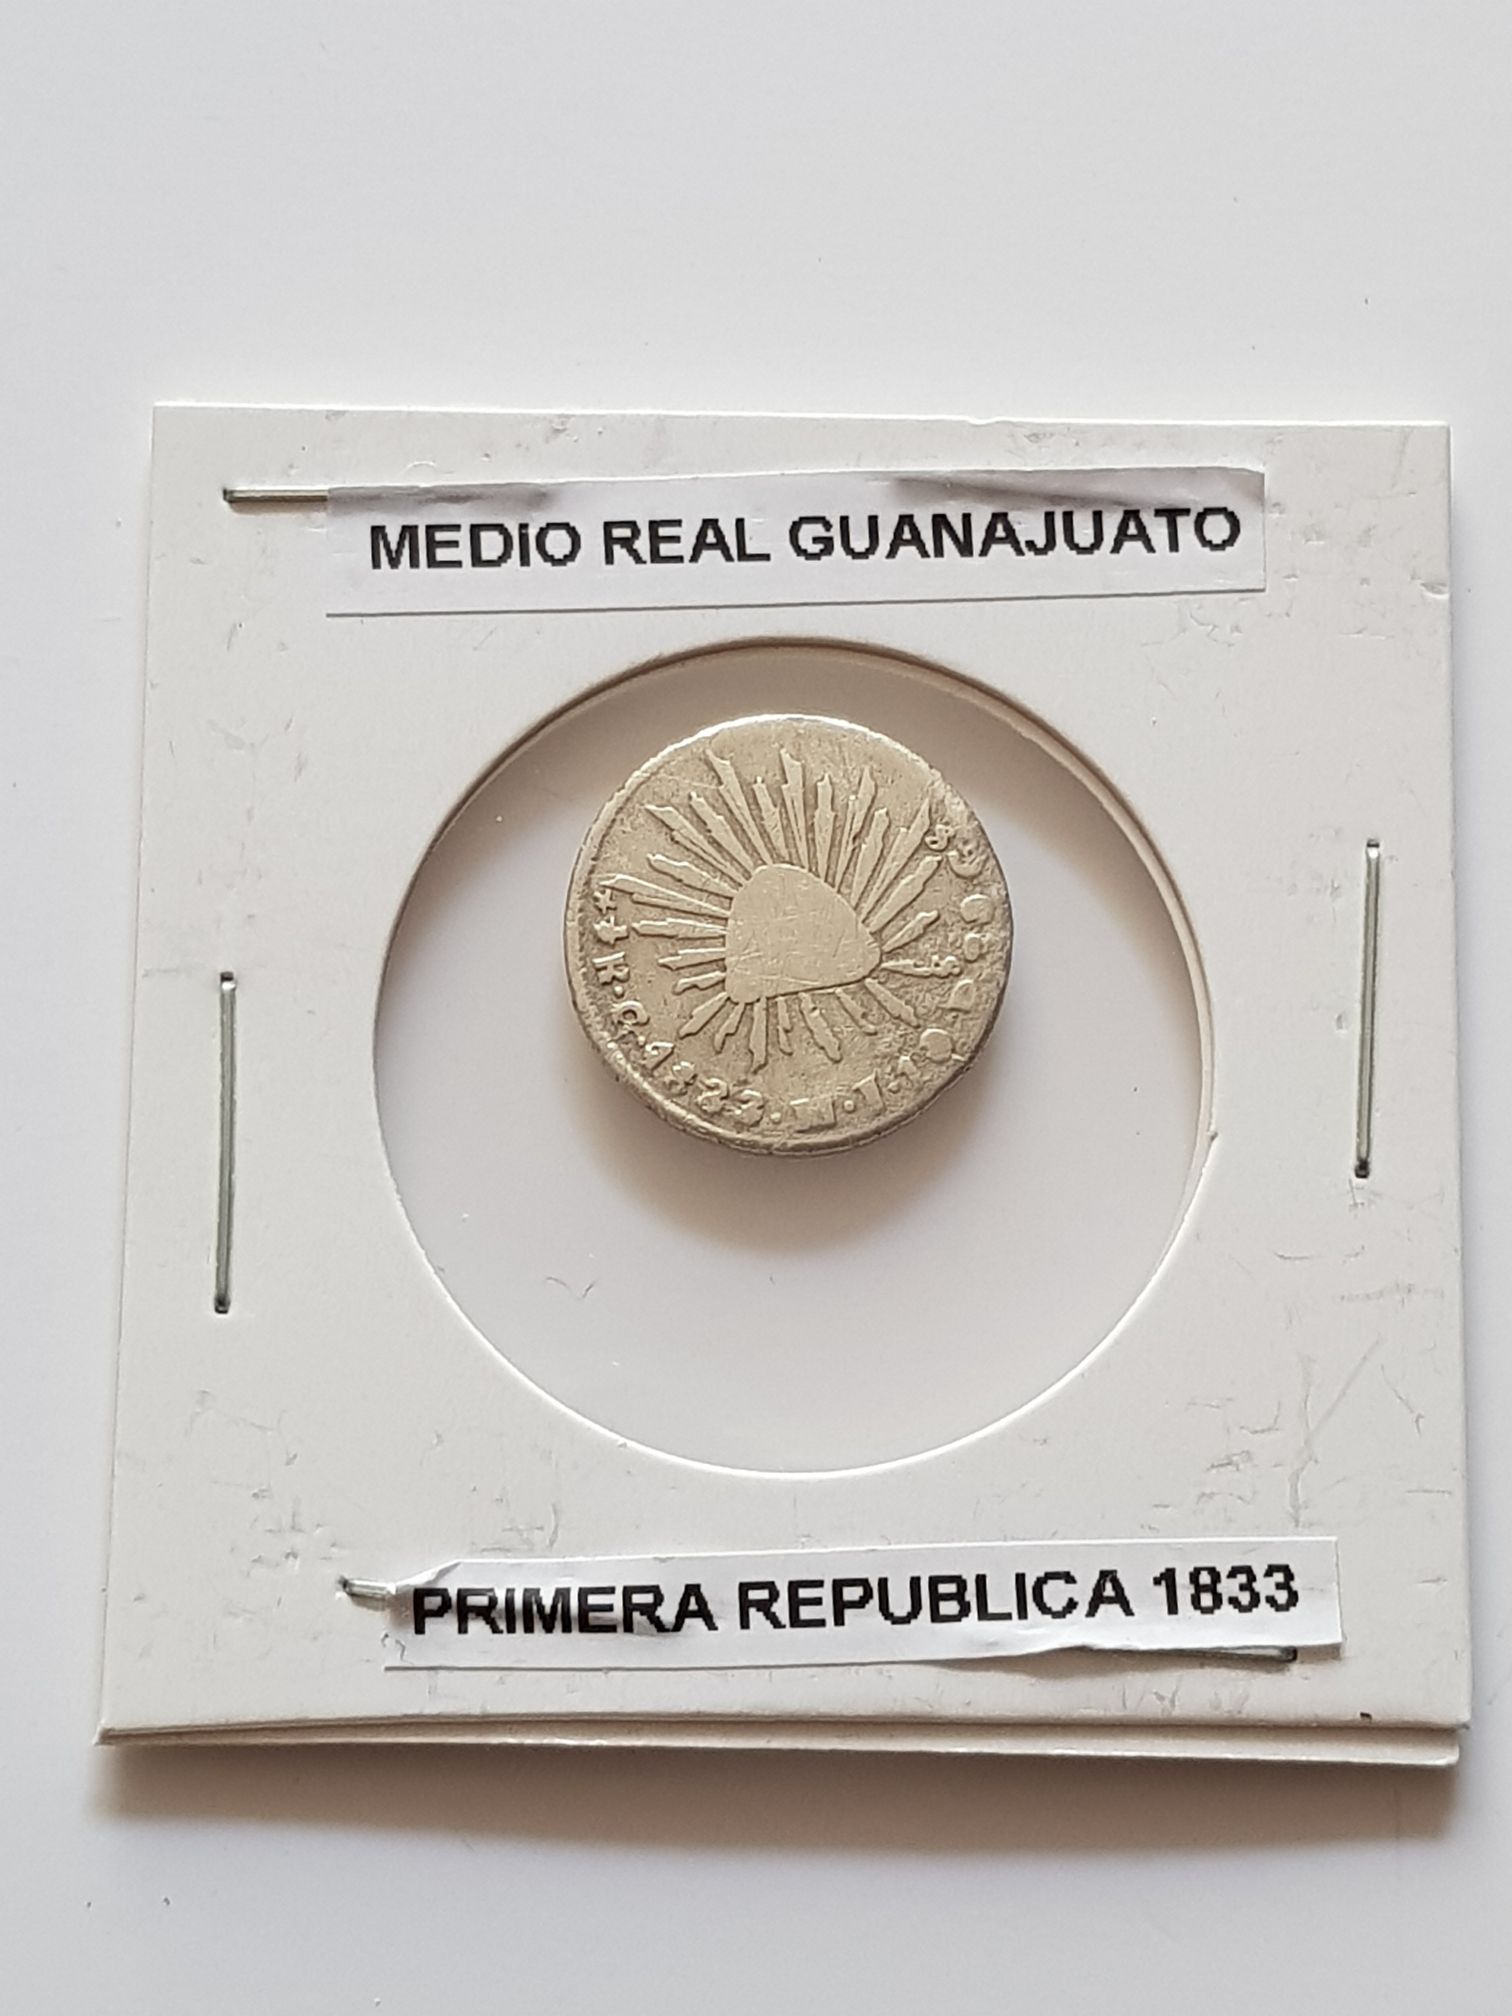 MEDIO REAL GUANAJUATO
PRIMERA REPUBLICA 1833